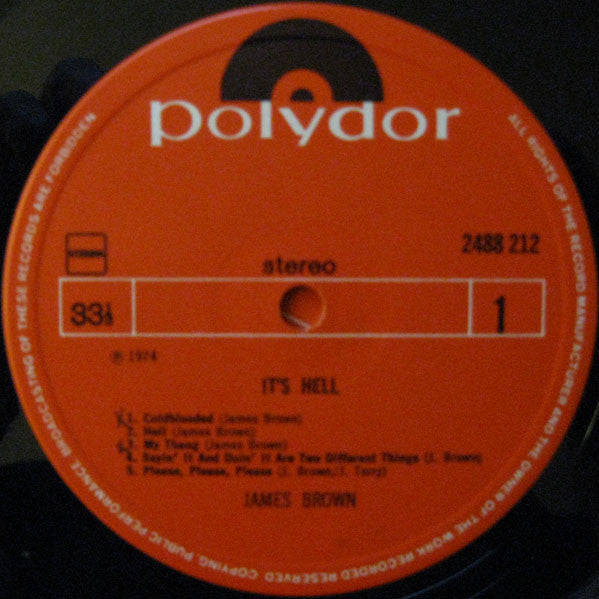 polydor
2488 212
STEMRA
stereo
33⅓
1
℗ 1974
IT'S HELL
1. Coldblooded (James Brown)
2. Hell (James Brown)
3. My Thang (James Brown)
4. Sayin' It And Doin' It Are Two Different Things (J. Brown)
5. Please, Please, Please (J. Brown/J. Terry)
JAMES BROWN
ALL RIGHTS OF THE RECORD MANUFACTURER AND THE OWNER OF THE WORK RECORDED RESERVED COPYING, PUBLIC PERFORMANCE BROADCASTING OF THESE RECORDS ARE FORBIDDEN